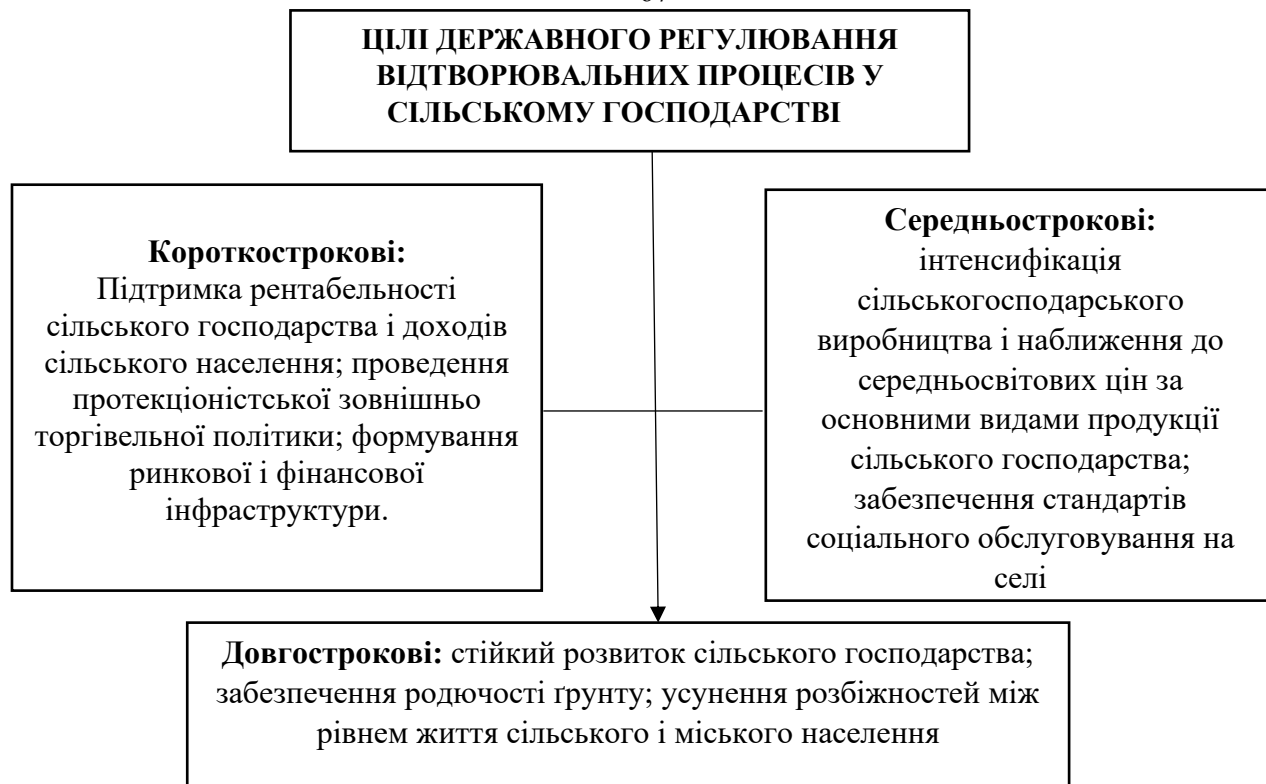 ЦІЛІ ДЕРЖАВНОГО РЕГУЛЮВАННЯ
ВІДТВОРЮВАЛЬНИХ ПРОЦЕСІВ У
СІЛЬСЬКОМУ ГОСПОДАРСТВІ
Короткострокові:
Підтримка рентабельності
сільського господарства і доходів
сільського населення; проведення
протекціоністської зовнішньо
торгівельної політики; формування
ринкової і фінансової
інфраструктури.
Середньострокові:
інтенсифікація
сільськогосподарського
виробництва і наближення до
середньосвітових цін за
основними видами продукції
сільського господарства;
забезпечення стандартів
соціального обслуговування на
селі
Довгострокові: стійкий розвиток сільського господарства;
забезпечення родючості ґрунту; усунення розбіжностей між
рівнем життя сільського і міського населення